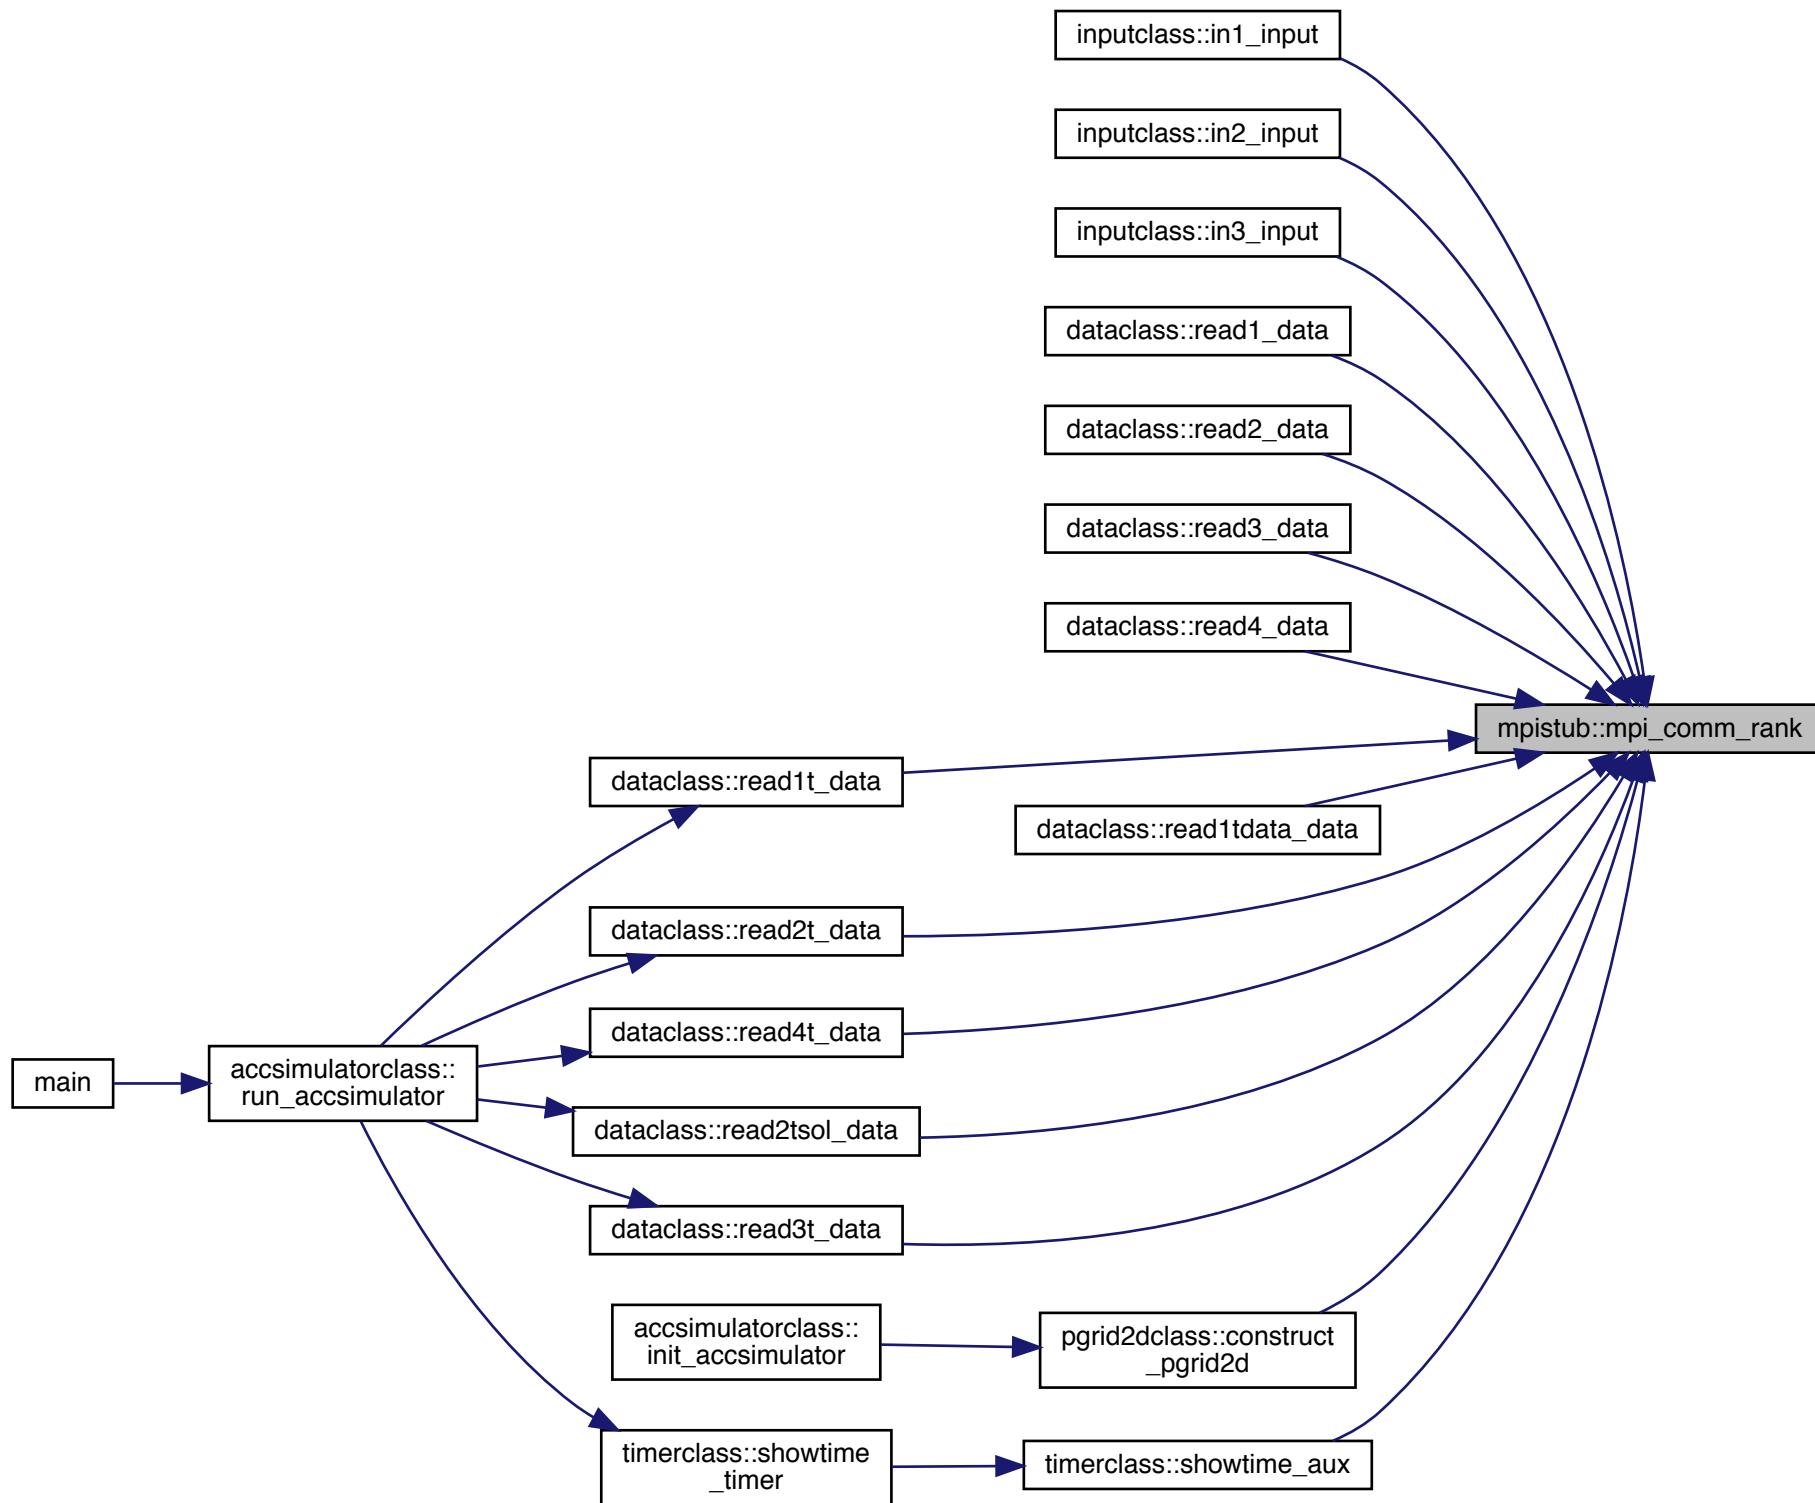 inputclass::in1_input
inputclass::in2_input
inputclass::in3_input
dataclass::read1_data
dataclass::read2_data
dataclass::read3_data
dataclass::read4_data
mpistub::mpi_comm_rank
dataclass::read1t_data
dataclass::read1tdata_data
dataclass::read2t_data
dataclass::read4t_data
main
accsimulatorclass::
run_accsimulator
dataclass::read2tsol_data
dataclass::read3t_data
accsimulatorclass::
init_accsimulator
pgrid2dclass::construct
_pgrid2d
timerclass::showtime
_timer
timerclass::showtime_aux